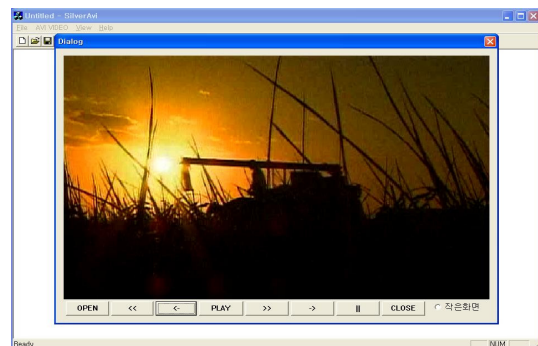 Untitled - SilverAvi
File AVI VIDEO View Help
Dialog
OPEN << <- PLAY >> -> || CLOSE 작은화면
Ready NUM